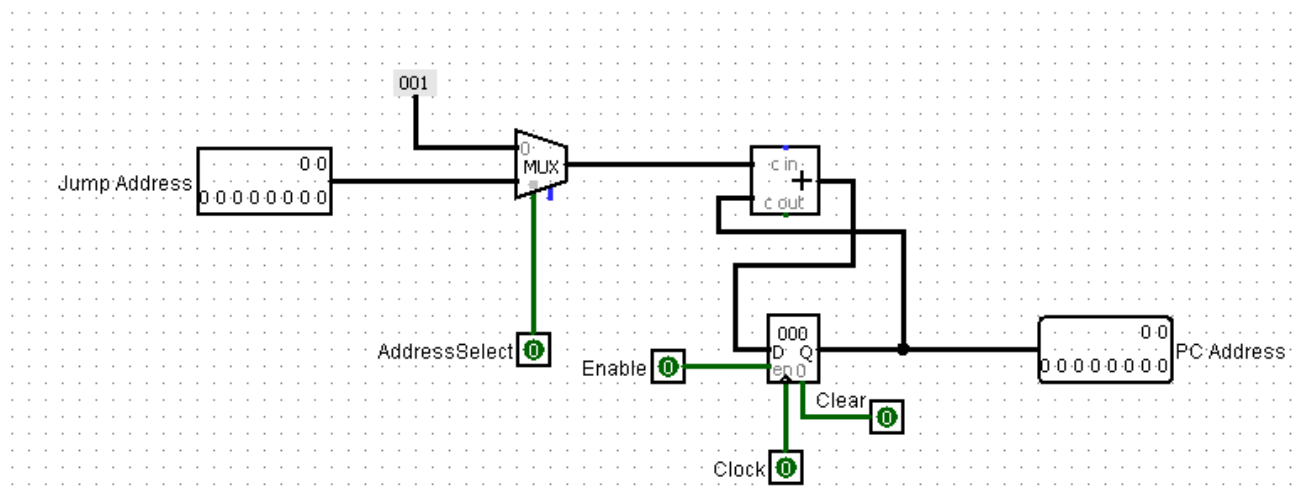 001
0 0
Jump Address
0 0 0 0 0 0 0 0
0
MUX
c in
+
c out
AddressSelect
0
Enable
0
000
D Q
en 0
Clear
0
Clock
0
0 0
0 0 0 0 0 0 0 0
PC Address